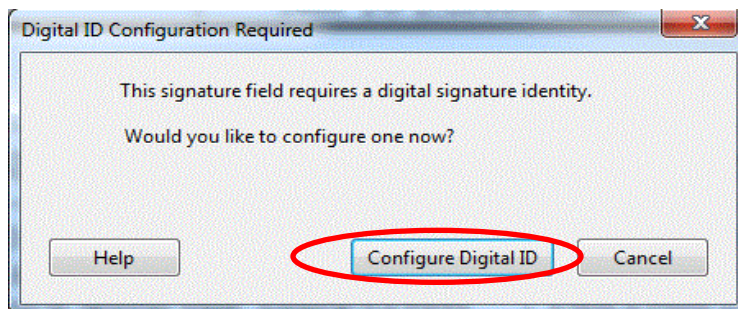 Digital ID Configuration Required
This signature field requires a digital signature identity.
Would you like to configure one now?
Help Configure Digital ID Cancel